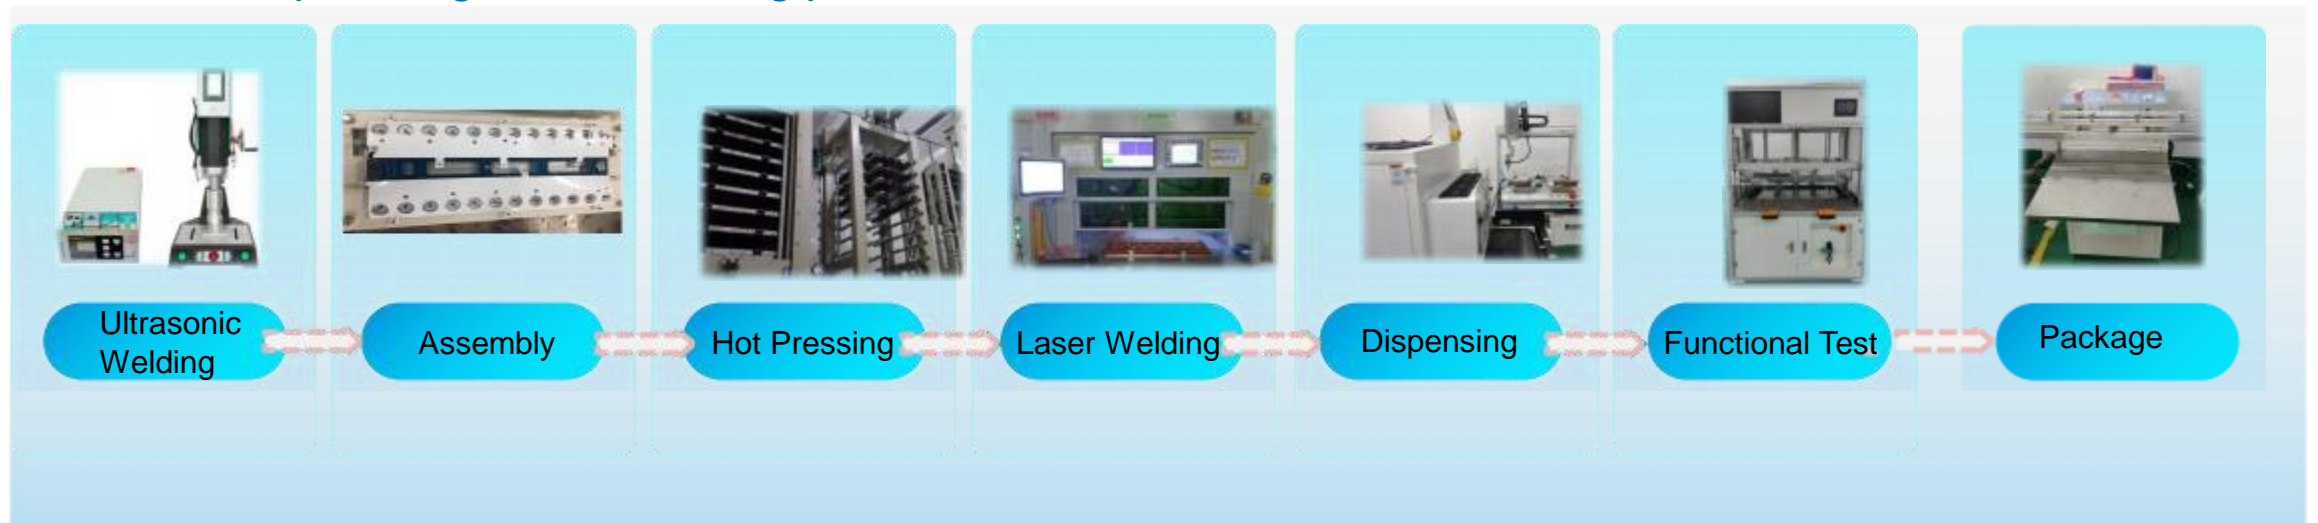 Ultrasonic
Welding
Assembly
Hot Pressing
Laser Welding
Dispensing
Functional Test
Package